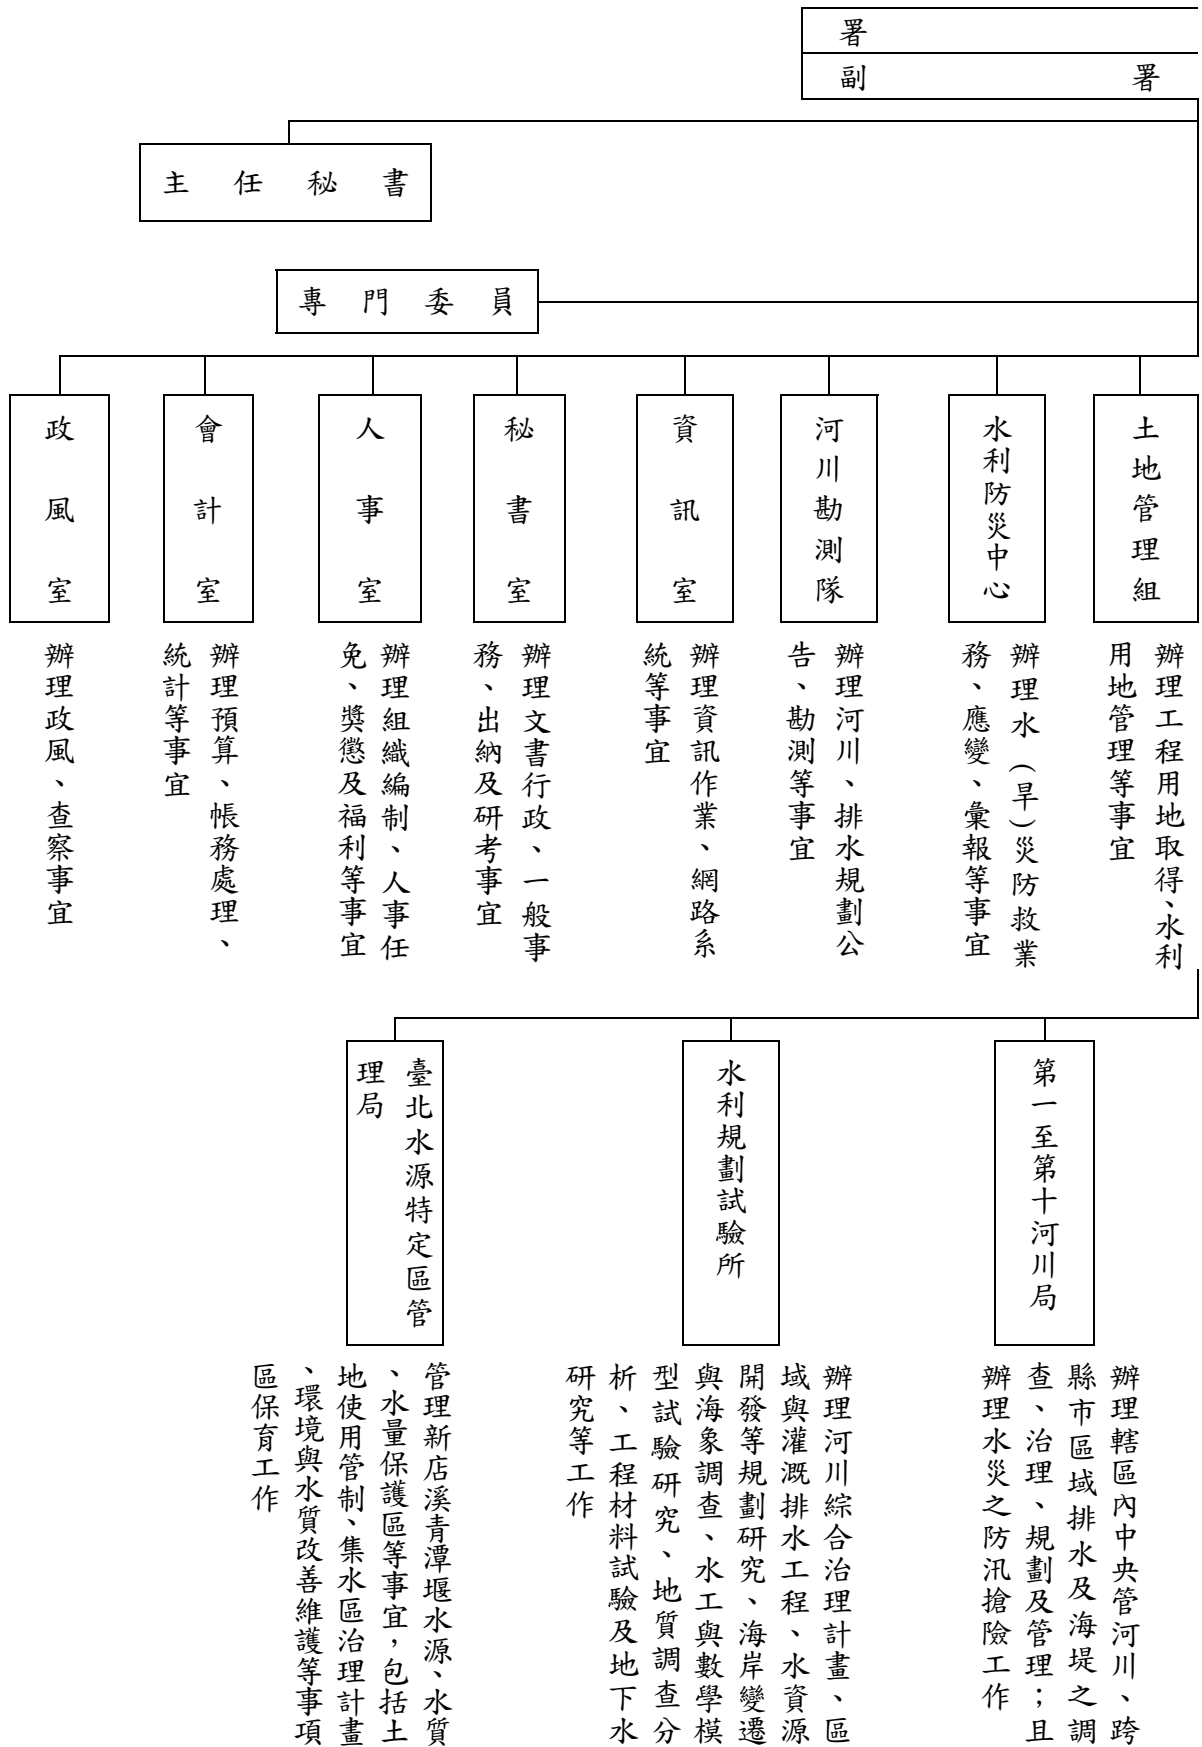 署
副署
主任秘書
專門委員
土地管理組
辦理工程用地取得、水利
用地管理等事宜
水利防災中心
辦理水（旱）災防救業
務、應變、彙報等事宜
河川勘測隊
辦理河川、排水規劃公
告、勘測等事宜
資訊室
辦理資訊作業、網路系
統等事宜
秘書室
辦理文書行政、一般事
務、出納及研考事宜
人事室
辦理組織編制、人事任
免、獎懲及福利等事宜
會計室
辦理預算、帳務處理、
統計等事宜
政風室
辦理政風、查察事宜
第一至第十河川局
辦理轄區內中央管河川、跨
縣市區域排水及海堤之調
查、治理、規劃及管理；且
辦理水災之防汛搶險工作
水利規劃試驗所
辦理河川綜合治理計畫、區
域與灌溉排水工程、水資源
開發等規劃研究、海岸變遷
與海象調查、水工與數學模
型試驗研究、地質調查分
析、工程材料試驗及地下水
研究等工作
臺北水源特定區管
理局
管理新店溪青潭堰水源、水質
、水量保護區等事宜，包括土
地使用管制、集水區治理計畫
、環境與水質改善維護等事項
區保育工作